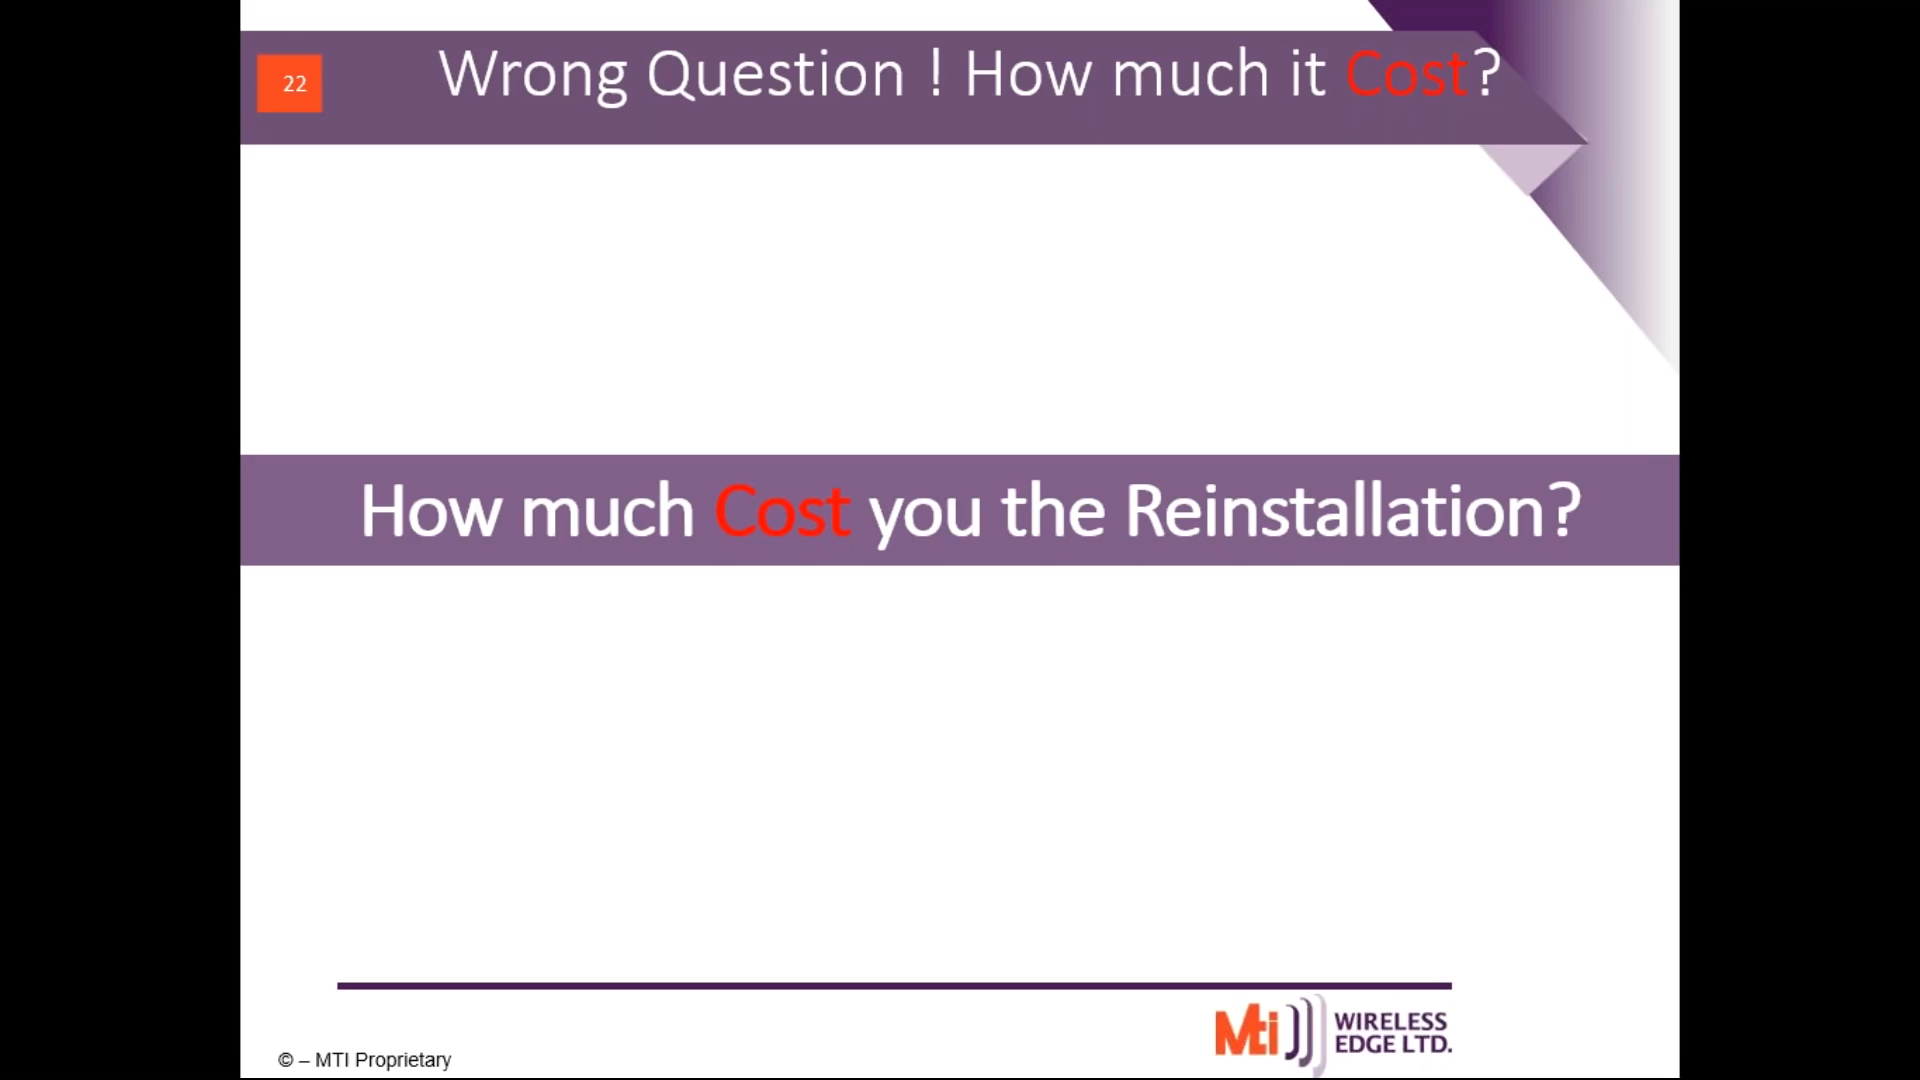 22
Wrong Question ! How much it Cost?
How much Cost you the Reinstallation?
Mti WIRELESS
EDGE LTD.
© – MTI Proprietary